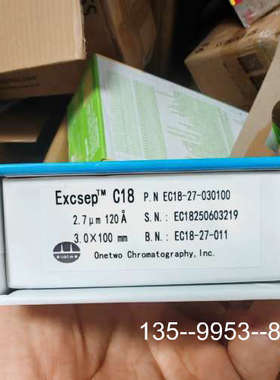 Excsep™ C18 P.N EC18-27-030100
2.7μm 120Å S.N.: EC18250603219
3.0×100 mm B.N.: EC18-27-011
Onetwo Chromatography,Inc.
135--9953--8